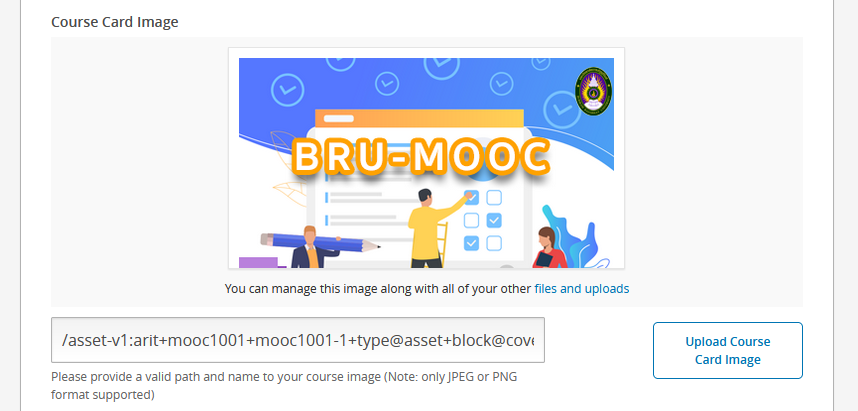 Course Card Image
BRU-MOOC
You can manage this image along with all of your other files and uploads
/asset-v1:arit+mooc1001+mooc1001-1+type@asset+block@cove
Upload Course
Card Image
Please provide a valid path and name to your course image (Note: only JPEG or PNG
format supported)